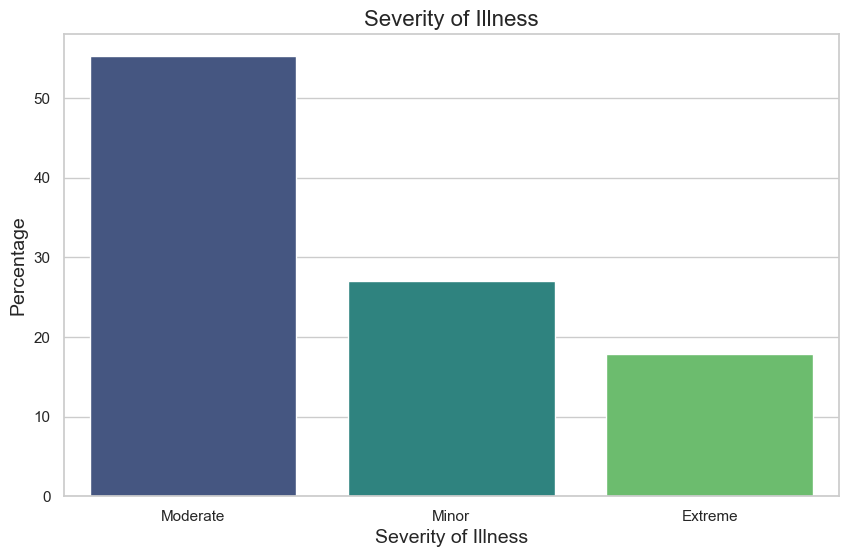 Severity of Illness
Percentage
50
40
30
20
10
0
Moderate Minor Extreme
Severity of Illness